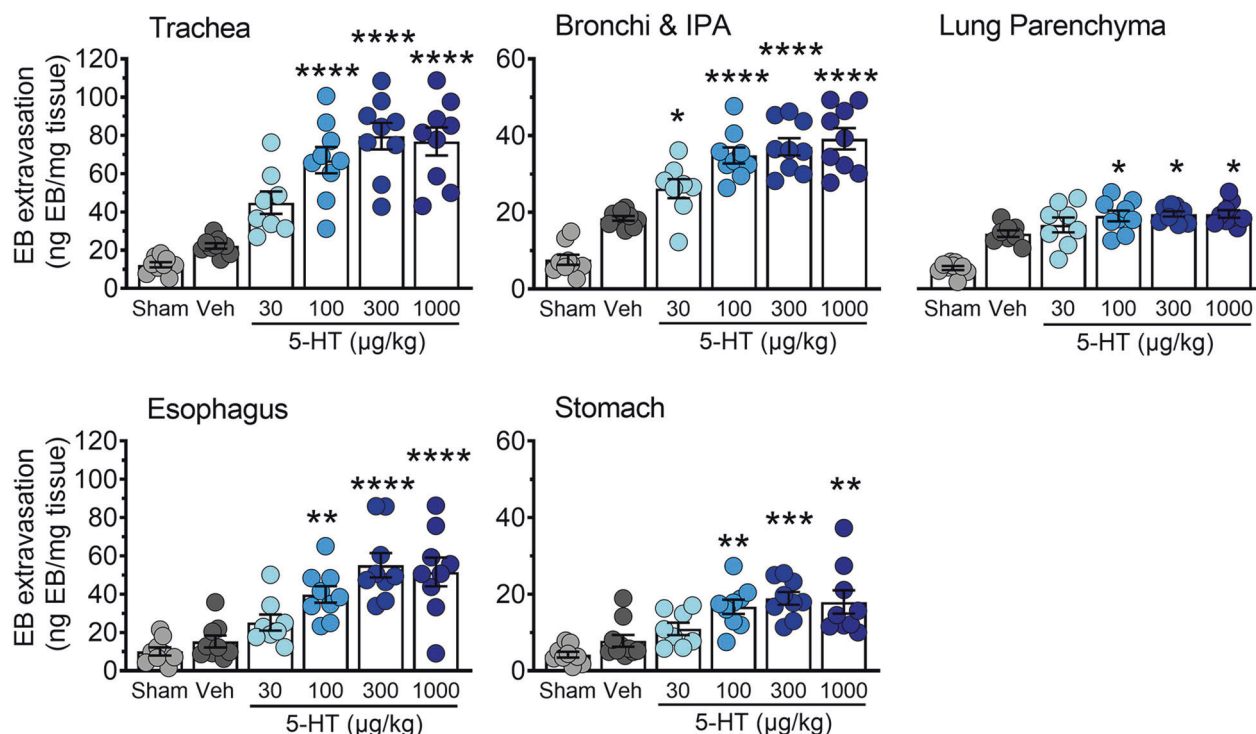 Trachea
Bronchi & IPA
Lung Parenchyma
EB extravasation
(ng EB/mg tissue)
120
100
80
60
40
20
0
****
****
****
Sham Veh 30 100 300 1000
5-HT (µg/kg)
60
40
20
0
*
****
****
****
Sham Veh 30 100 300 1000
5-HT (µg/kg)
*
*
*
Sham Veh 30 100 300 1000
5-HT (µg/kg)
Esophagus
Stomach
EB extravasation
(ng EB/mg tissue)
120
100
80
60
40
20
0
**
****
****
Sham Veh 30 100 300 1000
5-HT (µg/kg)
60
40
20
0
**
***
**
Sham Veh 30 100 300 1000
5-HT (µg/kg)